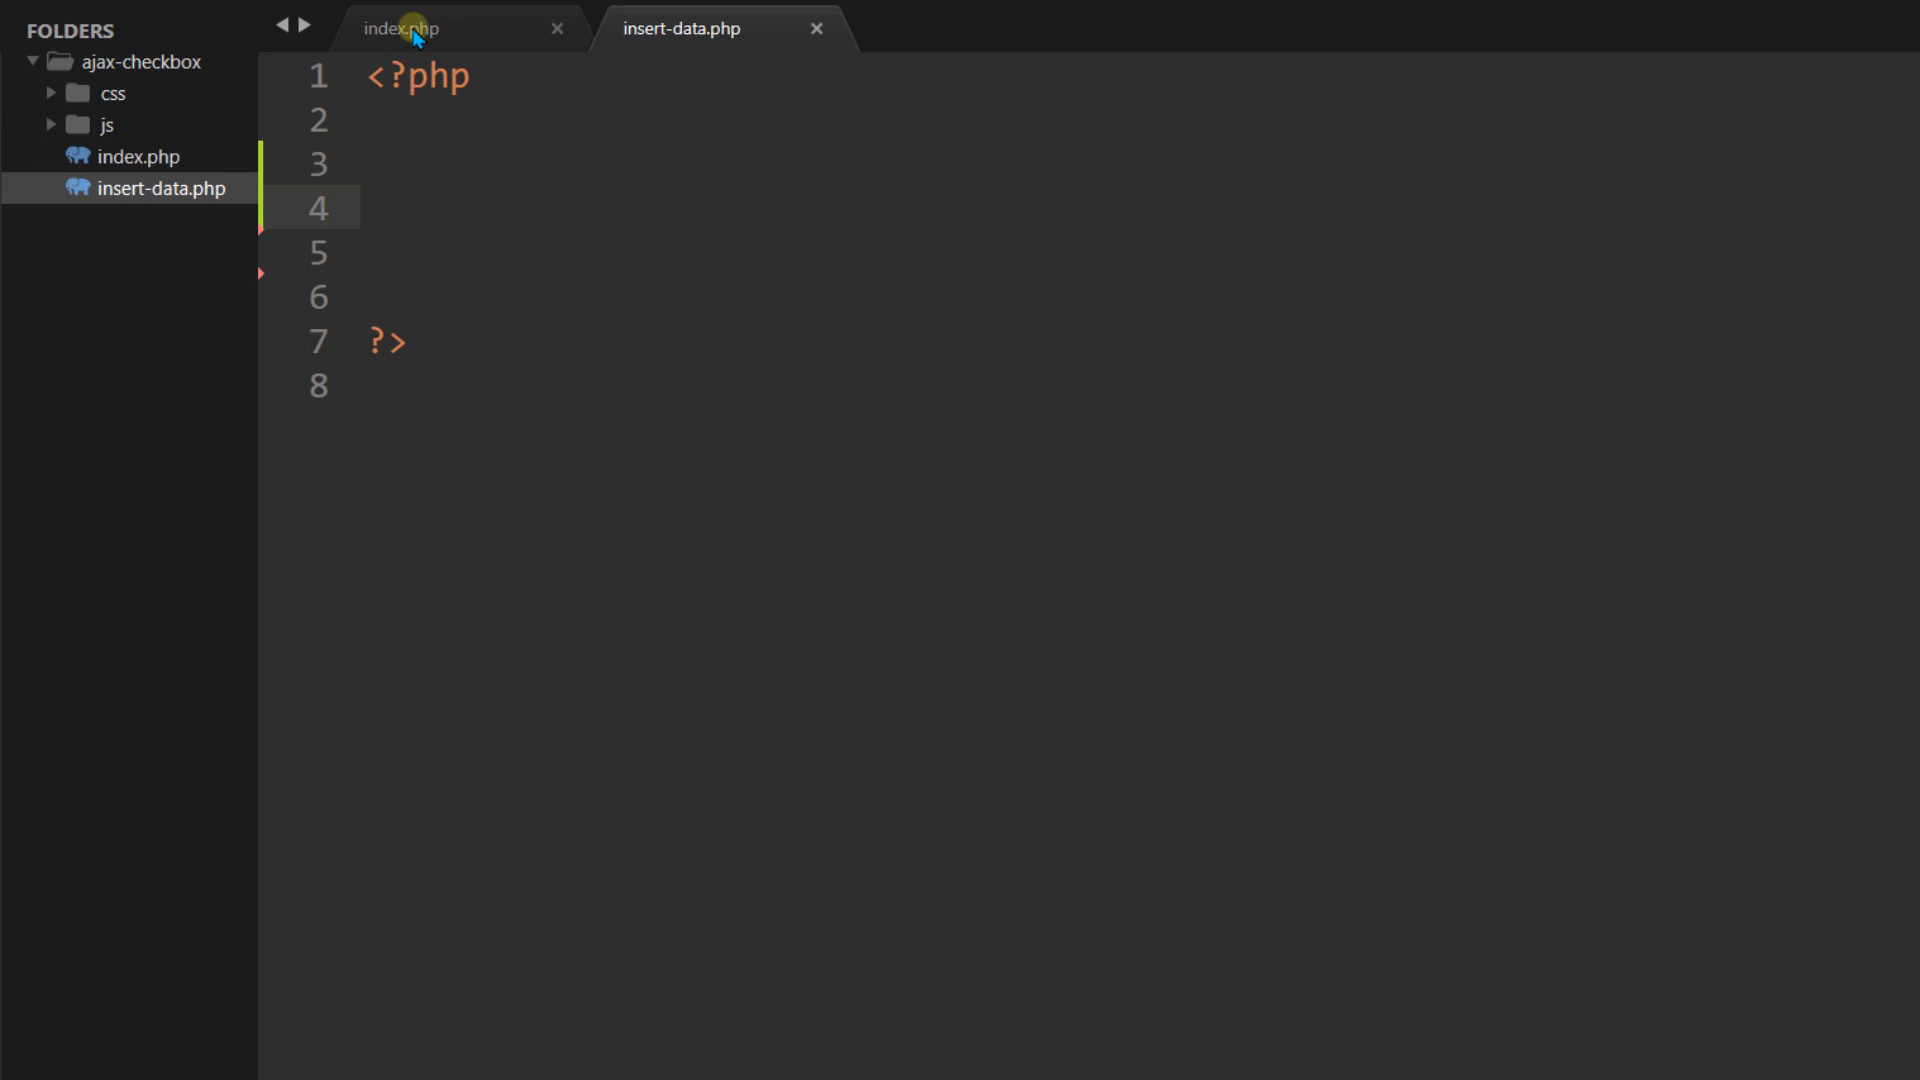 FOLDERS
ajax-checkbox
css
js
index.php
insert-data.php
index.php
insert-data.php
1 <?php
2
3
4
5
6
7 ?>
8